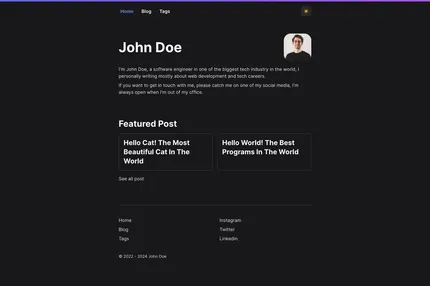 Home Blog Tags
John Doe
I'm John Doe, a software engineer in one of the biggest tech industry in the world, I
personally writing mostly about web development and tech careers.
If you want to get in touch with me, please catch me on one of my social media, I'm
always open when I'm out of my office.
Featured Post
Hello Cat! The Most
Beautiful Cat In The
World
Hello World! The Best
Programs In The World
See all post
Home
Blog
Tags
Instagram
Twitter
LinkedIn
© 2022 - 2024 John Doe